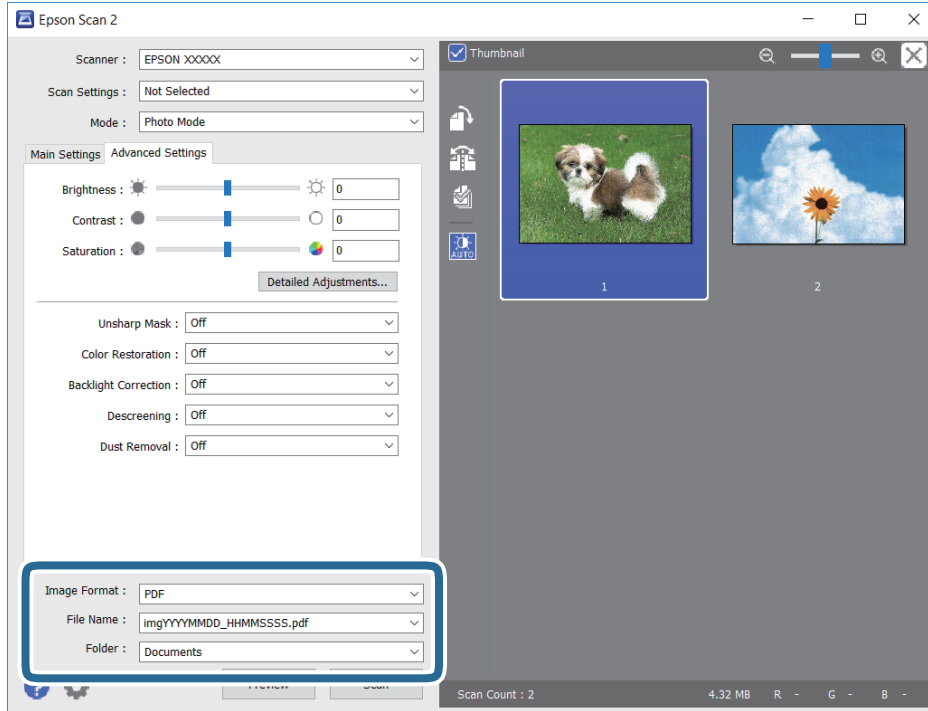 Epson Scan 2
Scanner : EPSON XXXXX
Scan Settings : Not Selected
Mode : Photo Mode
Main Settings Advanced Settings
Brightness : 0
Contrast : 0
Saturation : 0
Detailed Adjustments...
Unsharp Mask : Off
Color Restoration : Off
Backlight Correction : Off
Descreening : Off
Dust Removal : Off
Image Format : PDF
File Name : imgYYYYMMDD_HHMMSSSS.pdf
Folder : Documents
Preview Scan
Thumbnail
AUTO
1 2
Scan Count : 2 4.32 MB R - G - B -